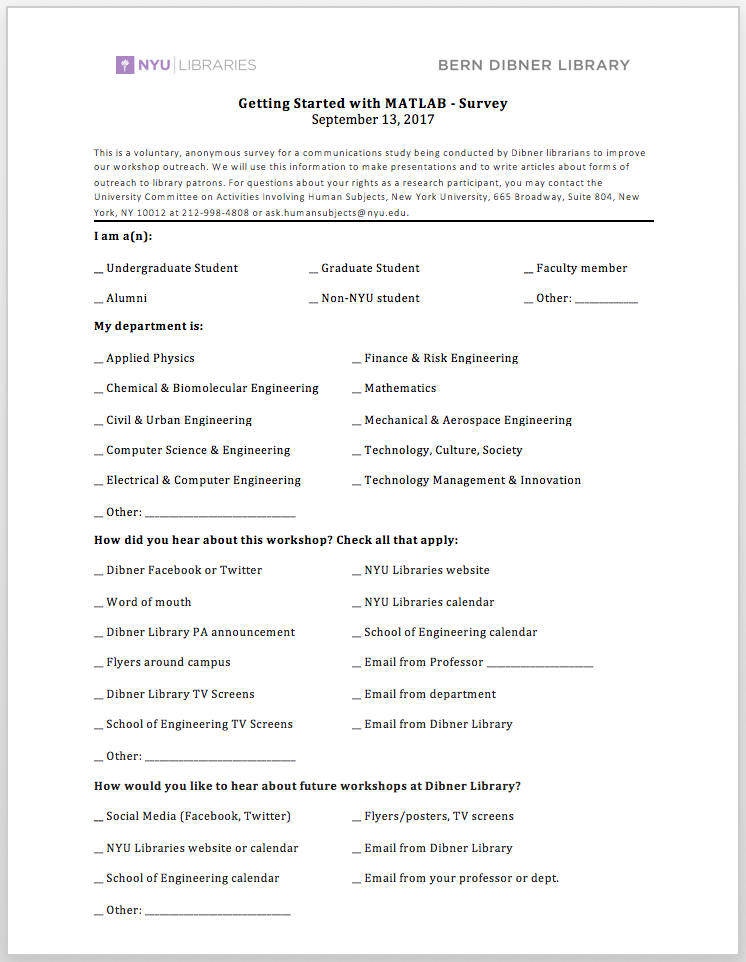 NYU LIBRARIES BERN DIBNER LIBRARY
Getting Started with MATLAB - Survey
September 13, 2017
This is a voluntary, anonymous survey for a communications study being conducted by Dibner librarians to improve
our workshop outreach. We will use this information to make presentations and to write articles about forms of
outreach to library patrons. For questions about your rights as a research participant, you may contact the
University Committee on Activities Involving Human Subjects, New York University, 665 Broadway, Suite 804, New
York, NY 10012 at 212-998-4808 or ask.humansubjects@nyu.edu.
I am a(n):
__ Undergraduate Student __ Graduate Student __ Faculty member
__ Alumni __ Non-NYU student __ Other: _____________
My department is:
__ Applied Physics __ Finance & Risk Engineering
__ Chemical & Biomolecular Engineering __ Mathematics
__ Civil & Urban Engineering __ Mechanical & Aerospace Engineering
__ Computer Science & Engineering __ Technology, Culture, Society
__ Electrical & Computer Engineering __ Technology Management & Innovation
__ Other: _______________________________
How did you hear about this workshop? Check all that apply:
__ Dibner Facebook or Twitter __ NYU Libraries website
__ Word of mouth __ NYU Libraries calendar
__ Dibner Library PA announcement __ School of Engineering calendar
__ Flyers around campus __ Email from Professor ______________________
__ Dibner Library TV Screens __ Email from department
__ School of Engineering TV Screens __ Email from Dibner Library
__ Other: _______________________________
How would you like to hear about future workshops at Dibner Library?
__ Social Media (Facebook, Twitter) __ Flyers/posters, TV screens
__ NYU Libraries website or calendar __ Email from Dibner Library
__ School of Engineering calendar __ Email from your professor or dept.
__ Other: ______________________________